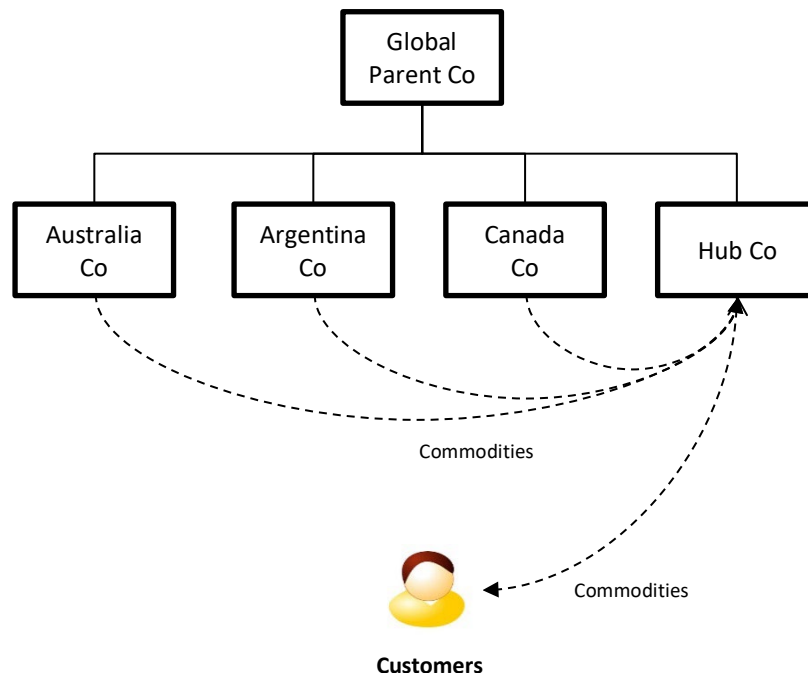 Global
Parent Co
Australia
Co
Argentina
Co
Canada
Co
Hub Co
Commodities
Commodities
Customers